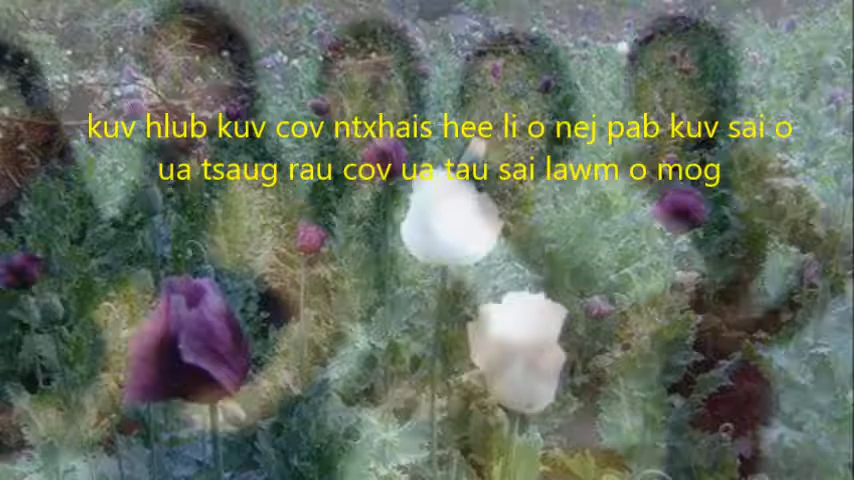 kuv hlub kuv cov ntxhais hee li o nej pab kuv sai o
ua tsaug rau cov ua tau sai lawm o mog